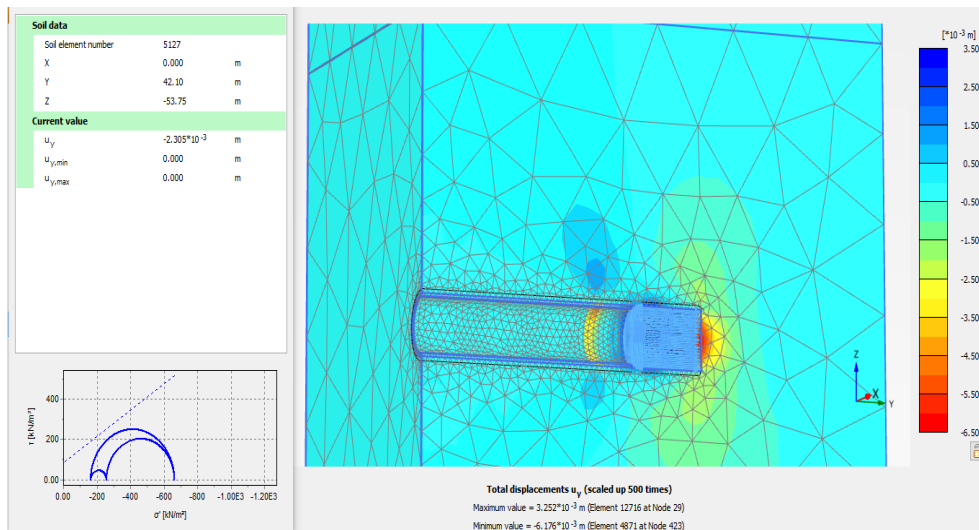 Soil data
Soil element number 5127
X 0.000 m
Y 42.10 m
Z -53.75 m
Current value
u_y -2.305*10⁻³ m
u_y,min 0.000 m
u_y,max 0.000 m
400
200
0.00
τ [kN/m²]
0.00 -200 -400 -600 -800 -1.00E3 -1.20E3
σ' [kN/m²]
[*10⁻³ m]
3.50
2.50
1.50
0.50
-0.50
-1.50
-2.50
-3.50
-4.50
-5.50
-6.50
Z
X
Y
Total displacements u_y (scaled up 500 times)
Maximum value = 3.252*10⁻³ m (Element 12716 at Node 29)
Minimum value = -6.176*10⁻³ m (Element 4871 at Node 423)